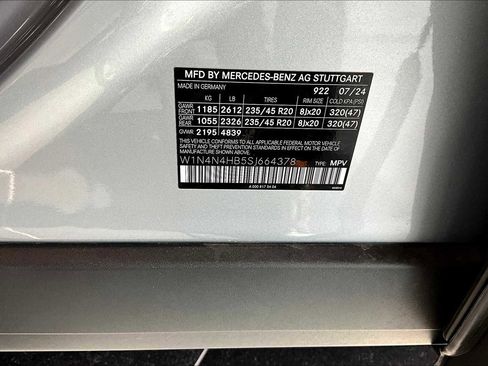 MFD BY MERCEDES-BENZ AG STUTTGART
MADE IN GERMANY 922 07/24
KG LB TIRES RIM SIZE COLD KPA (PSI)
GAWR FRONT 1185 2612 235/45 R20 8Jx20 320(47)
GAWR REAR 1055 2326 235/45 R20 8Jx20 320(47)
GVWR 2195 4839
THIS VEHICLE CONFORMS TO ALL APPLICABLE
FEDERAL MOTOR VEHICLE SAFETY AND THEFT
PREVENTION STANDARDS IN EFFECT ON THE DATE
OF MANUFACTURE SHOWN ABOVE.
W1N4N4HB5SJ664378 TYPE: MPV